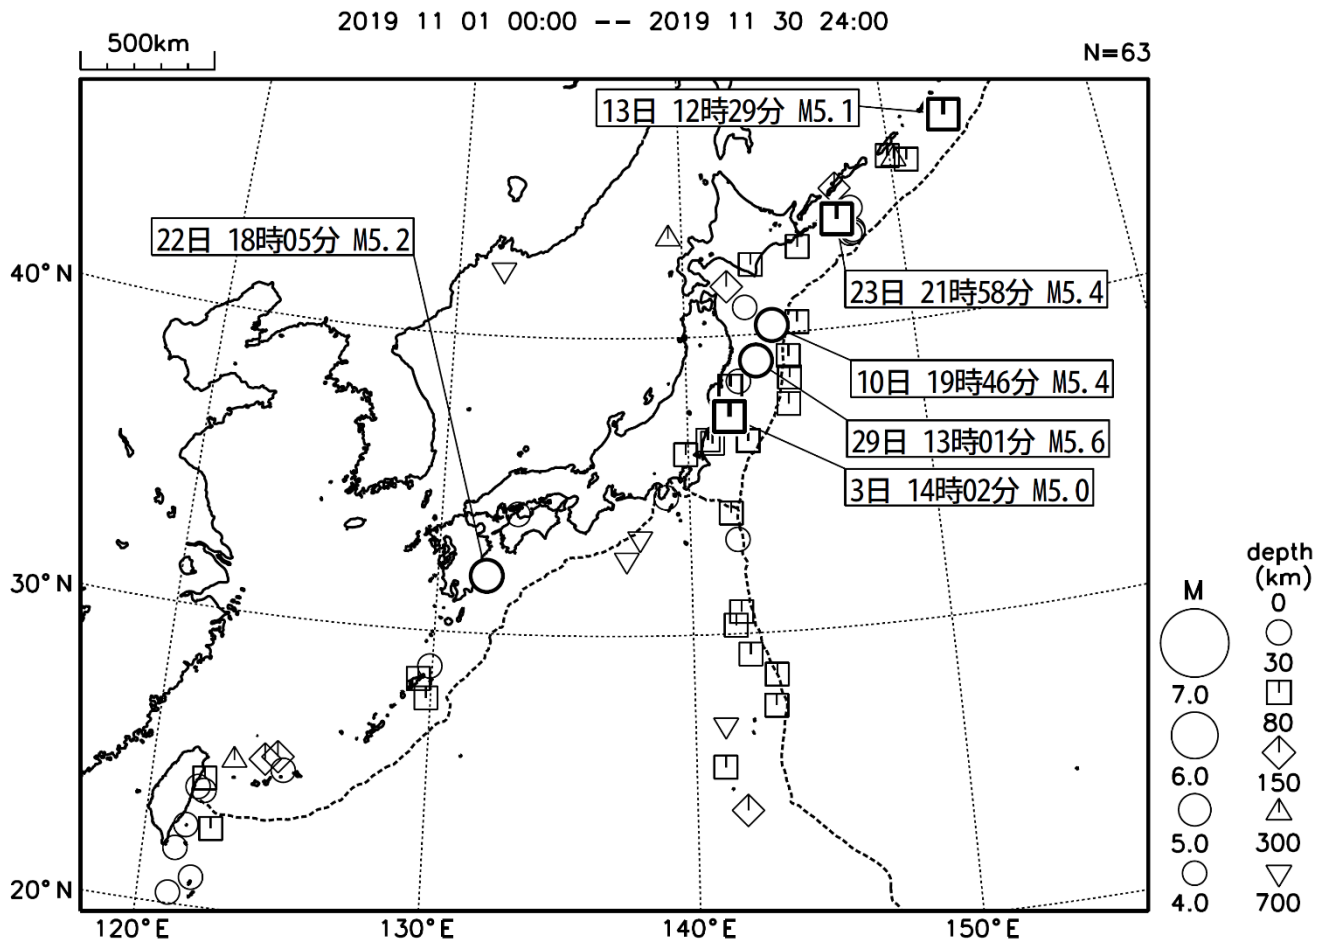 2019 11 01 00:00 -- 2019 11 30 24:00
500km
N=63
13日 12時29分 M5.1
22日 18時05分 M5.2
40°N
23日 21時58分 M5.4
10日 19時46分 M5.4
29日 13時01分 M5.6
3日 14時02分 M5.0
30°N
depth
(km)
M
0
30
7.0
80
6.0
150
5.0
300
4.0
700
20°N
120°E
130°E
140°E
150°E